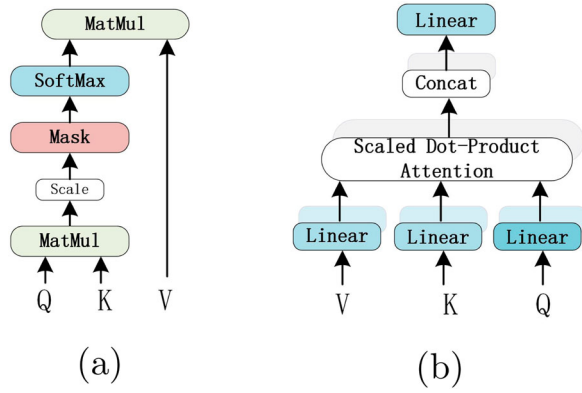 MatMul
SoftMax
Mask
Scale
MatMul
Q K V
(a)
Linear
Concat
Scaled Dot-Product
Attention
Linear Linear Linear
V K Q
(b)